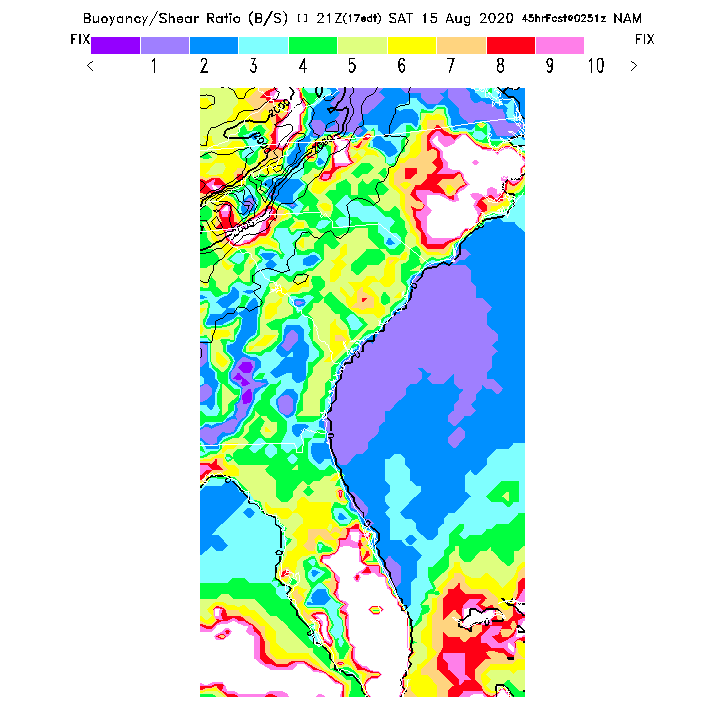 Buoyancy/Shear Ratio (B/S) [] 21Z(17edt) SAT 15 Aug 2020 45hrFcst@0251z NAM
FIX FIX
< 1 2 3 4 5 6 7 8 9 10 >
2000